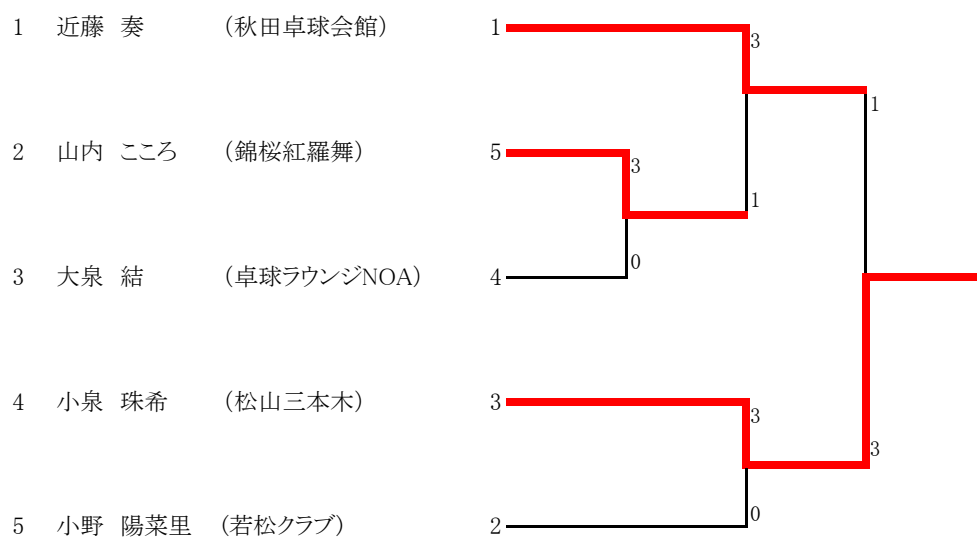 1 近藤 奏 (秋田卓球会館) 1
3
1
2 山内 こころ (錦桜紅羅舞) 5
3
1
0
3 大泉 結 (卓球ラウンジNOA) 4
4 小泉 珠希 (松山三本木) 3
3
3
0
5 小野 陽菜里 (若松クラブ) 2